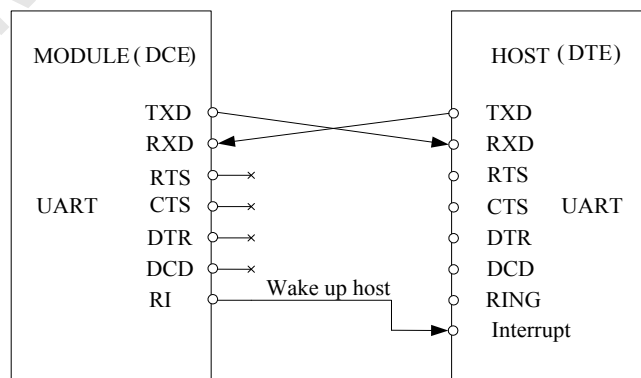 MODULE ( DCE)
HOST ( DTE)
TXD
RXD
RTS
UART
CTS
DTR
DCD
RI
Wake up host
TXD
RXD
RTS
CTS
UART
DTR
DCD
RING
Interrupt